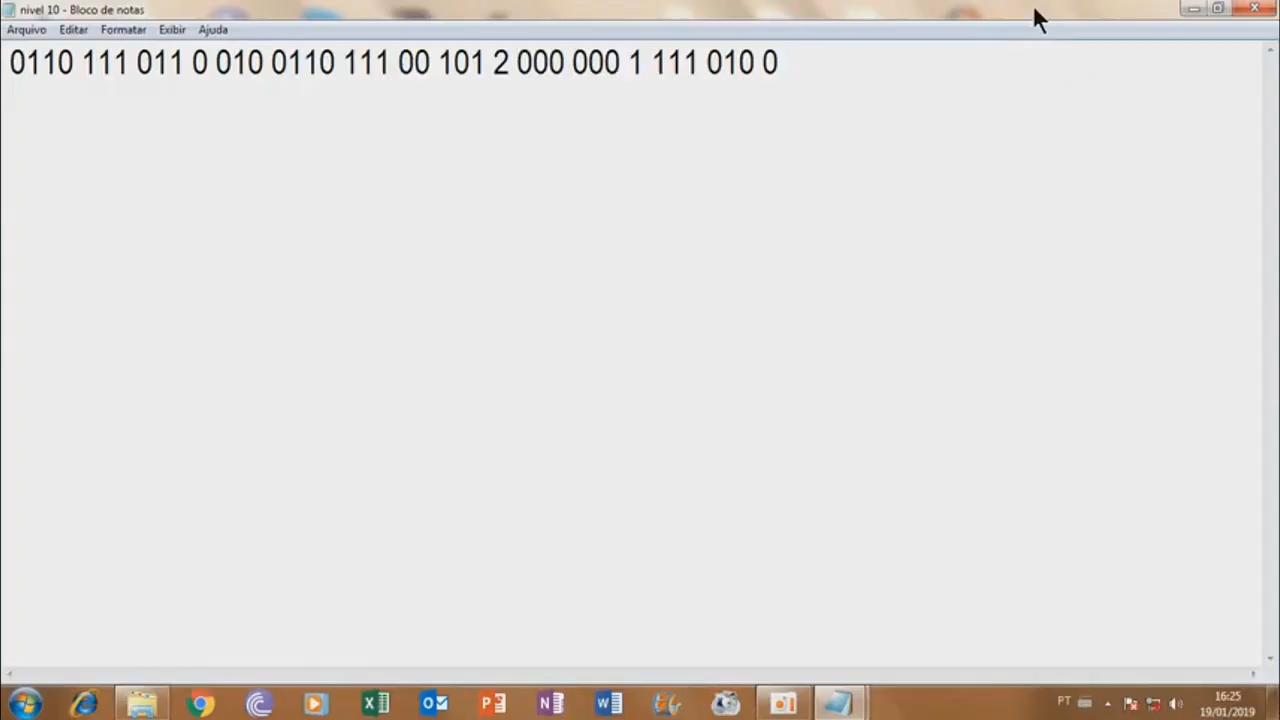 nivel 10 - Bloco de notas
Arquivo Editar Formatar Exibir Ajuda
0110 111 011 0 010 0110 111 00 101 2 000 000 1 111 010 0
PT
16:25
19/01/2019